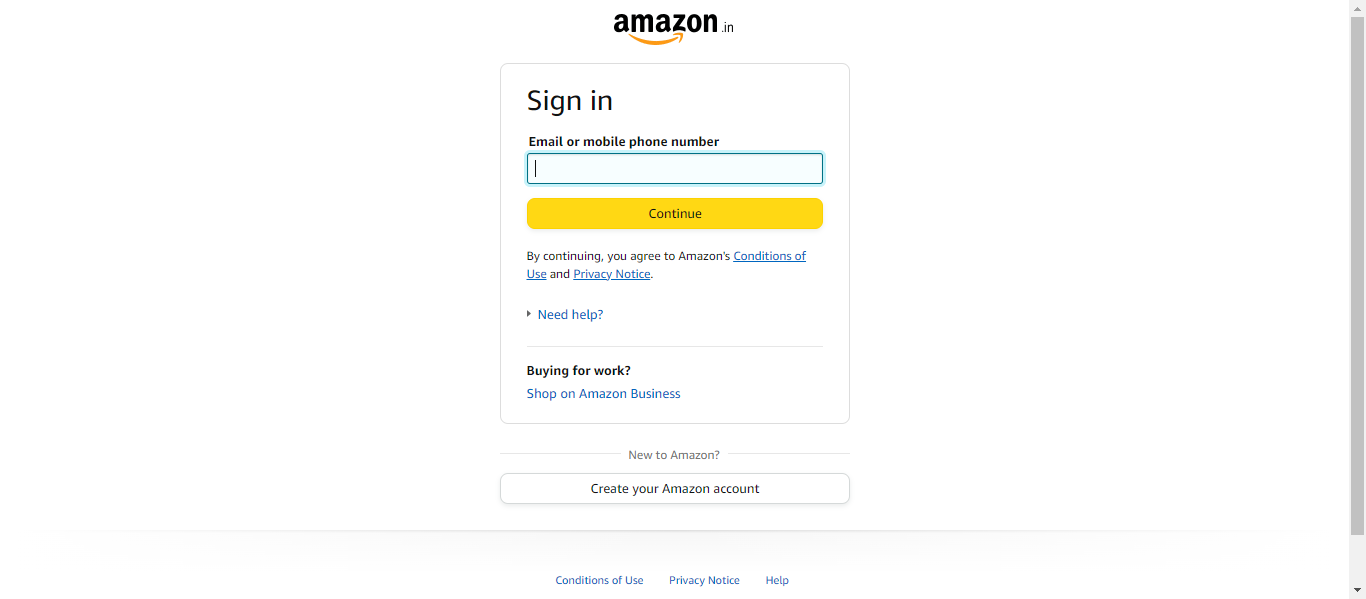 amazon.in
Sign in
Email or mobile phone number
Continue
By continuing, you agree to Amazon's Conditions of
Use and Privacy Notice.
Need help?
Buying for work?
Shop on Amazon Business
New to Amazon?
Create your Amazon account
Conditions of Use Privacy Notice Help